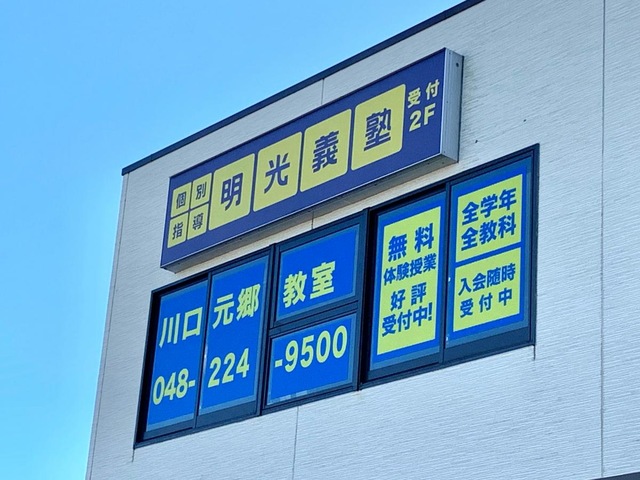 個別
指導
明光義塾
受付
2F
川口元郷教室
048-224-9500
無料
体験授業
好評
受付中!
全学年
全教科
入会随時
受付中